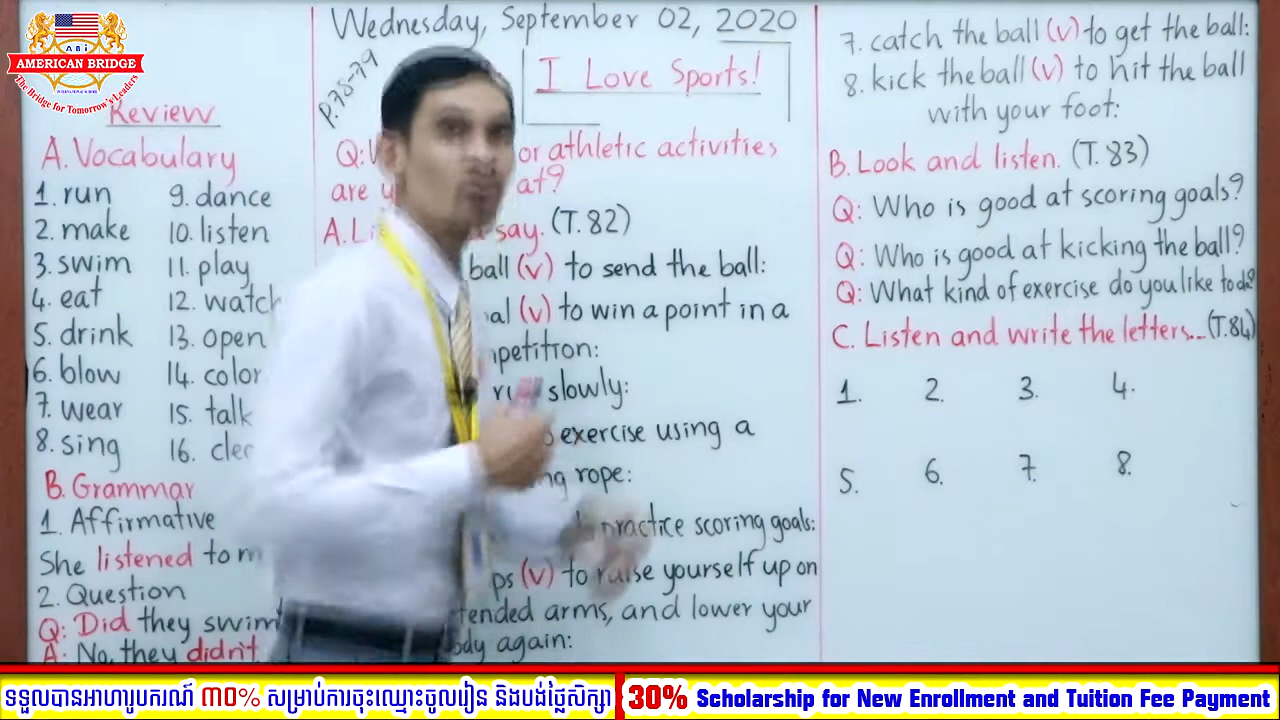 ABi
AMERICAN BRIDGE
INTERNATIONAL SCHOOL
The Bridge for Tomorrow's Leaders
Review
A. Vocabulary
1. run
2. make
3. swim
4. eat
5. drink
6. blow
7. wear
8. sing
9. dance
10. listen
11. play
12. watch
13. open
14. color
15. talk
16.
B. Grammar
1. Affirmative
She listened to
2. Question
Q: Did they swim
A: No, they didn't.
Wednesday, September 02, 2020
P.78-79
I Love Sports!
Q: or athletic activities
are at?
A. say. (T. 82)
ball (v) to send the ball:
(v) to win a point in a
slowly:
exercise using a
rope:
practice scoring goals:
(v) to raise yourself up on
arms, and lower your
again:
7. catch the ball (v) to get the ball:
8. kick the ball (v) to hit the ball
with your foot:
B. Look and listen. (T. 83)
Q: Who is good at scoring goals?
Q: Who is good at kicking the ball?
Q: What kind of exercise do you like to do?
C. Listen and write the letters... (T.84)
1. 2. 3. 4.
5. 6. 7. 8.
ទទួលបានអាហារូបករណ៍ ៣០% សម្រាប់ការចុះឈ្មោះចូលរៀន និងបង់ថ្លៃសិក្សា
30% Scholarship for New Enrollment and Tuition Fee Payment